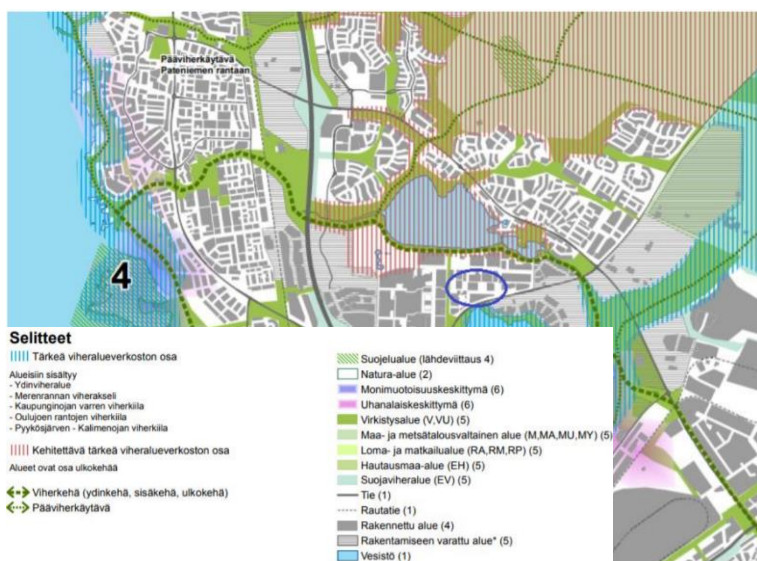 Pääviherkäytävä
Pateniemen rantaan
4
Selitteet
Tärkeä viheralueverkoston osa
Alueisiin sisältyy
- Ydinviheralue
- Merenrannan viherakseli
- Kaupunginojan varren viherkiila
- Oulujoen rantojen viherkiila
- Pyykösjärven - Kalimenojan viherkiila
Kehitettävä tärkeä viheralueverkoston osa
Alueet ovat osa ulkokehää
Viherkehä (ydinkehä, sisäkehä, ulkokehä)
Pääviherkäytävä
Suojelualue (lähdeviittaus 4)
Natura-alue (2)
Monimuotoisuuskeskittymä (6)
Uhanalaiskeskittymä (6)
Virkistysalue (V,VU) (5)
Maa- ja metsätalousvaltainen alue (M,MA,MU,MY) (5)
Loma- ja matkailualue (RA,RM,RP) (5)
Hautausmaa-alue (EH) (5)
Suojaviheralue (EV) (5)
Tie (1)
Rautatie (1)
Rakennettu alue (4)
Rakentamiseen varattu alue* (5)
Vesistö (1)